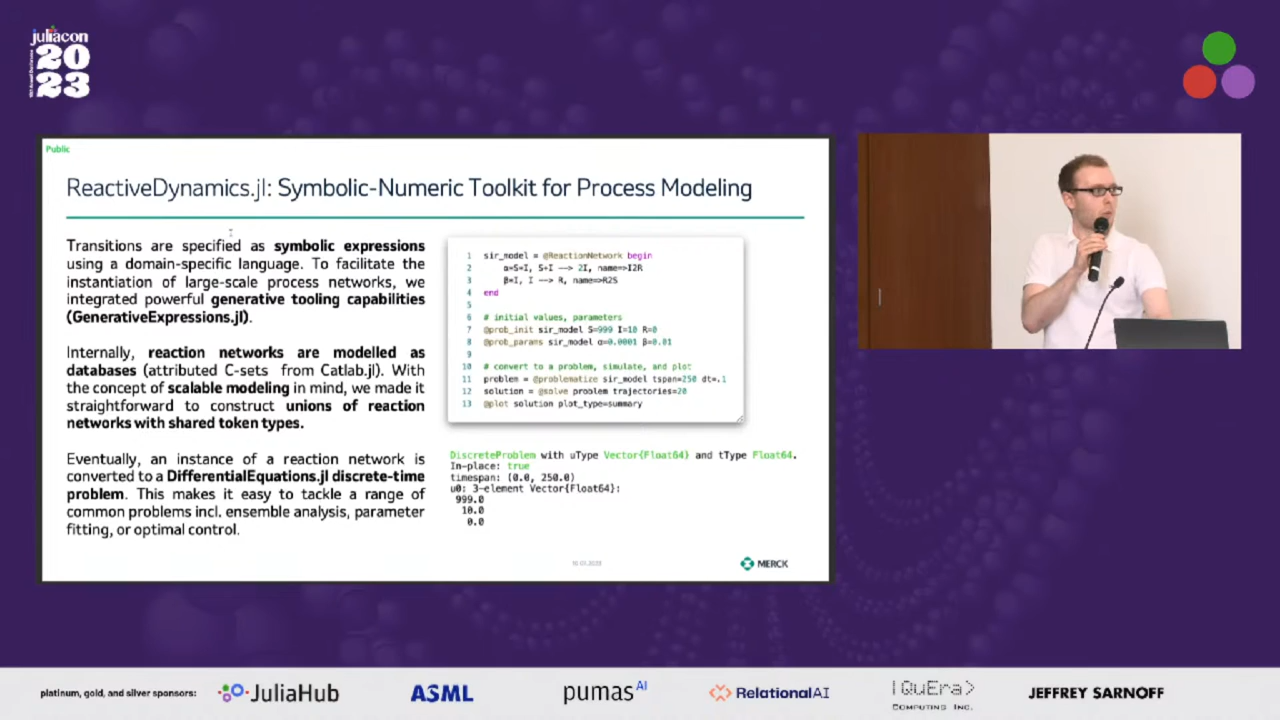 juliacon
20
23
Public
ReactiveDynamics.jl: Symbolic-Numeric Toolkit for Process Modeling
Transitions are specified as symbolic expressions
using a domain-specific language. To facilitate the
instantiation of large-scale process networks, we
integrated powerful generative tooling capabilities
(GenerativeExpressions.jl).
Internally, reaction networks are modelled as
databases (attributed C-sets from Catlab.jl). With
the concept of scalable modeling in mind, we made it
straightforward to construct unions of reaction
networks with shared token types.
Eventually, an instance of a reaction network is
converted to a DifferentialEquations.jl discrete-time
problem. This makes it easy to tackle a range of
common problems incl. ensemble analysis, parameter
fitting, or optimal control.
1 sir_model = @ReactionNetwork begin
2 α*S*I, S+I --> 2I, name=>I2R
3 β*I, I --> R, name=>R2S
4 end
5
6 # initial values, parameters
7 @prob_init sir_model S=999 I=10 R=0
8 @prob_params sir_model α=0.0001 β=0.01
9
10 # convert to a problem, simulate, and plot
11 problem = @problematize sir_model tspan=250 dt=.1
12 solution = @solve problem trajectories=20
13 @plot solution plot_type=summary
DiscreteProblem with uType Vector{Float64} and tType Float64.
In-place: true
timespan: (0.0, 250.0)
u0: 3-element Vector{Float64}:
999.0
10.0
0.0
MERCK
platinum, gold, and silver sponsors:
JuliaHub
ASML
pumas AI
RelationalAI
|QuEra>
COMPUTING INC.
JEFFREY SARNOFF